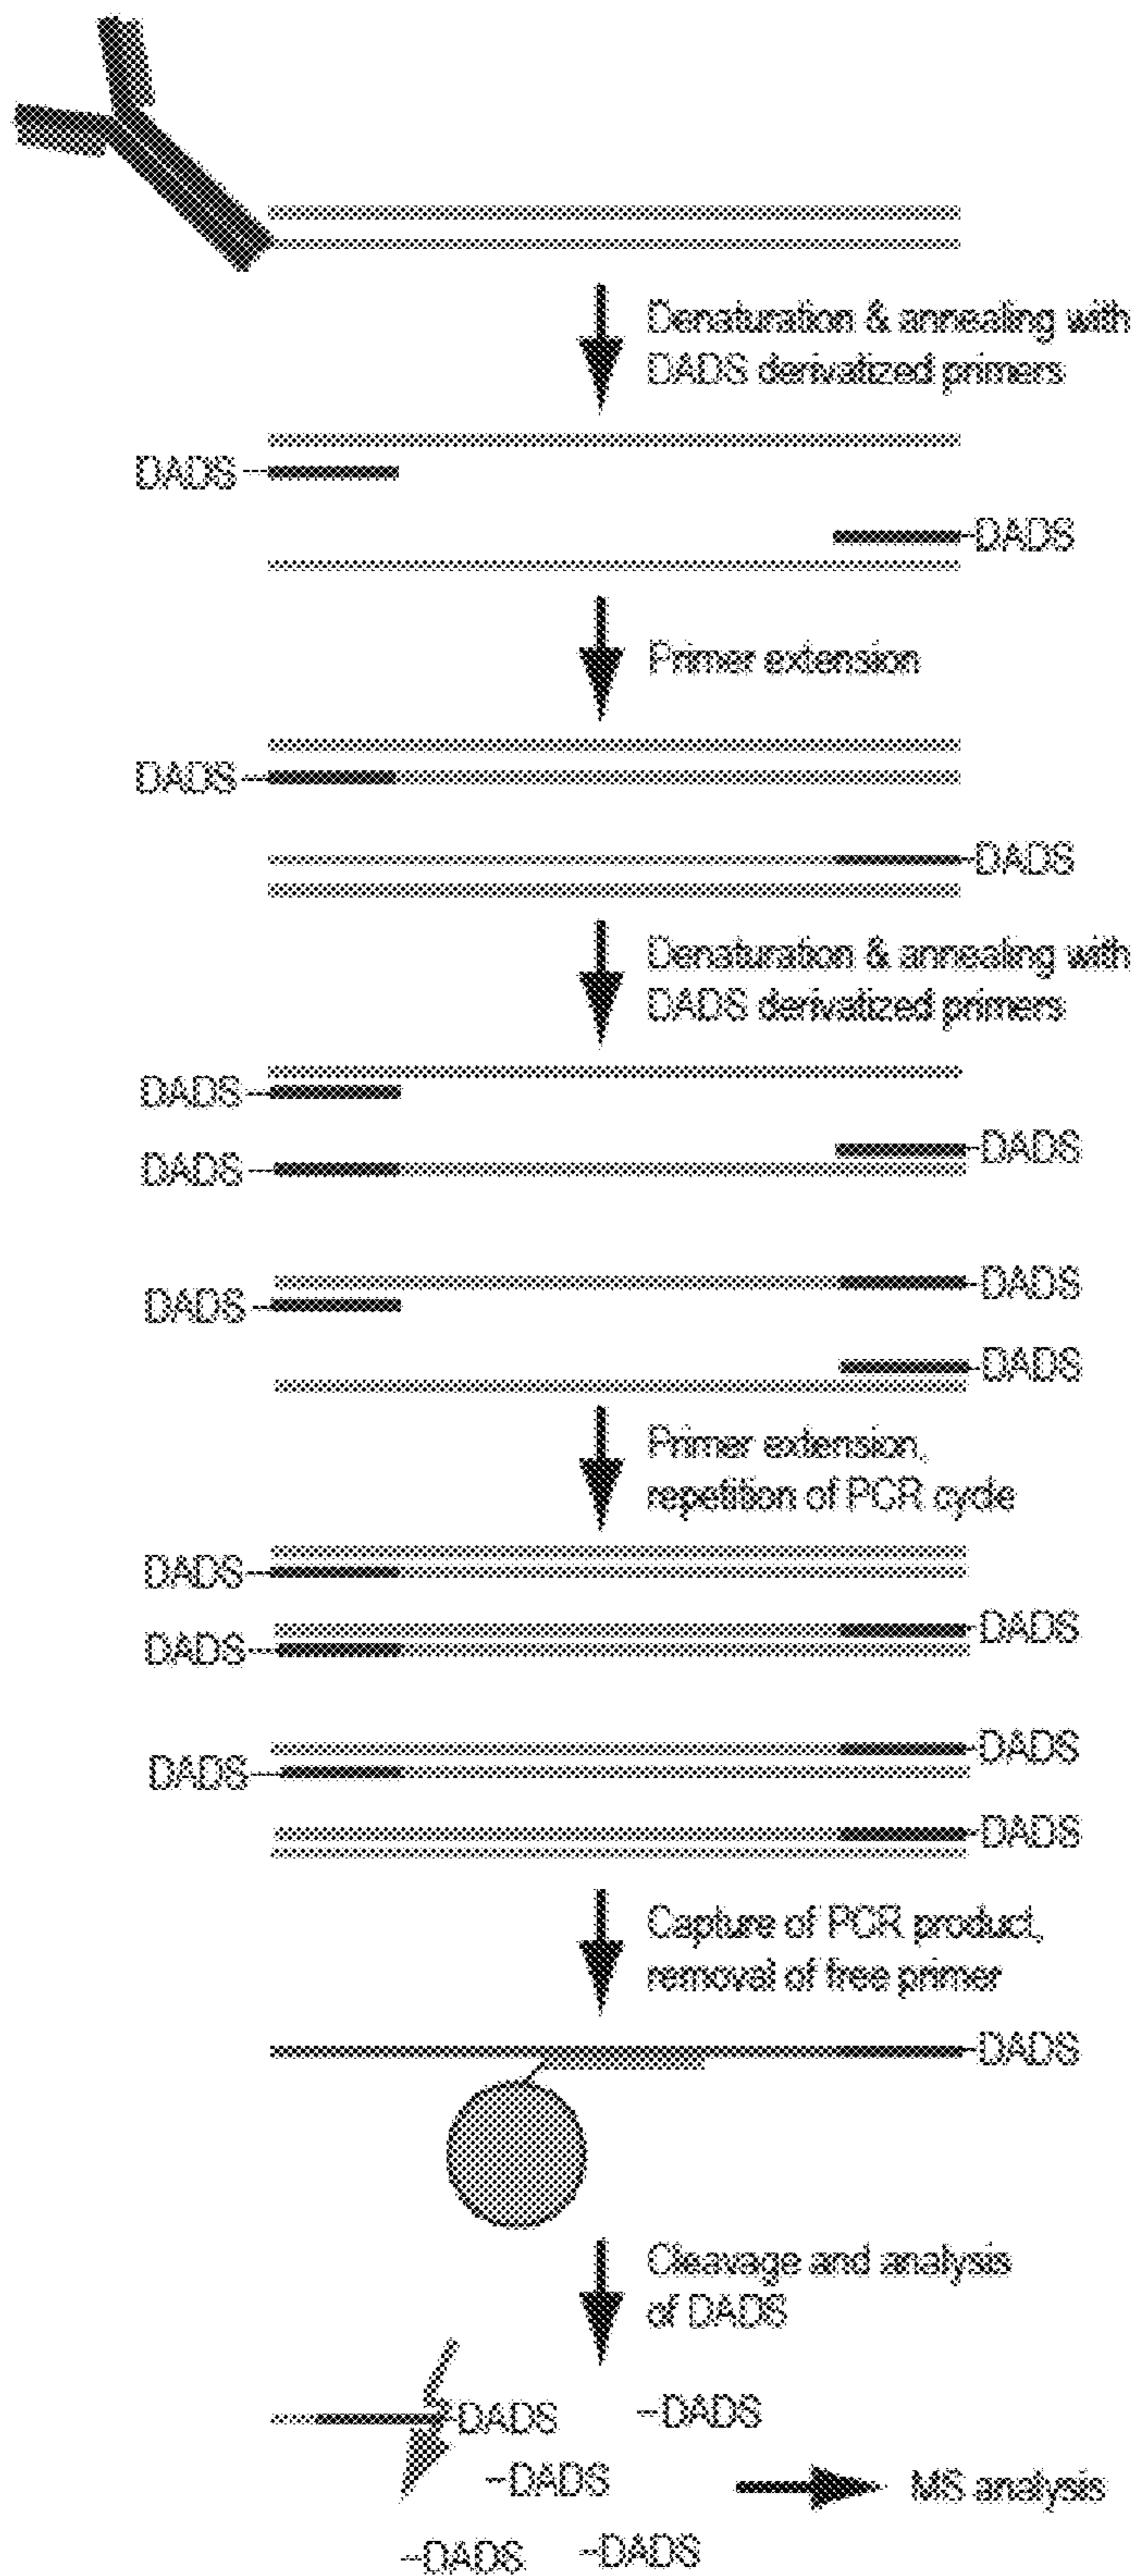 Denaturation & annealing with
DADS derivatized primers
DADS
DADS
Primer extension
DADS
DADS
Denaturation & annealing with
DADS derivatized primers
DADS
DADS
DADS
DADS
DADS
DADS
Primer extension,
repetition of PCR cycle
DADS
DADS
DADS
DADS
DADS
DADS
Capture of PCR product,
removal of free primer
DADS
Cleavage and analysis
of DADS
DADS
DADS
DADS
MS analysis
DADS
DADS